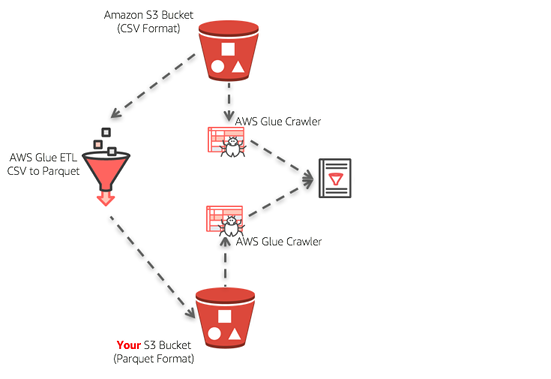 Amazon S3 Bucket
(CSV Format)
AWS Glue Crawler
AWS Glue ETL
CSV to Parquet
AWS Glue Crawler
Your S3 Bucket
(Parquet Format)